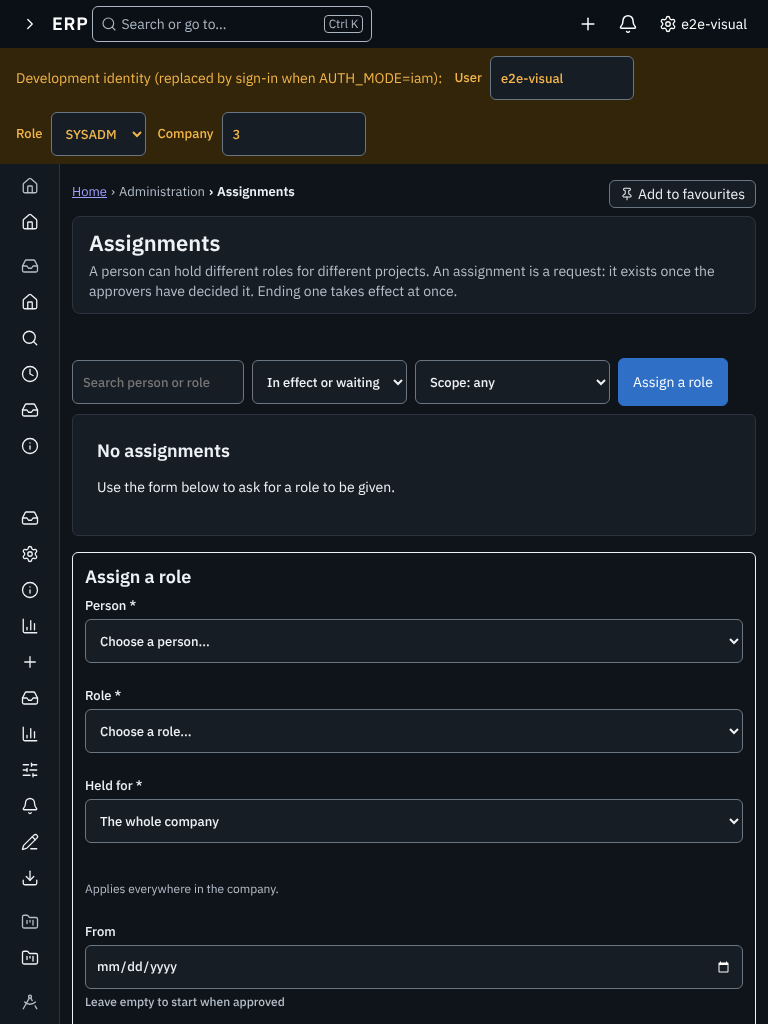 ERP
Search or go to...
Ctrl K
e2e-visual
Development identity (replaced by sign-in when AUTH_MODE=iam):
User
e2e-visual
Role
SYSADM
Company
3
Home › Administration › Assignments
Add to favourites
Assignments
A person can hold different roles for different projects. An assignment is a request: it exists once the
approvers have decided it. Ending one takes effect at once.
Search person or role
In effect or waiting
Scope: any
Assign a role
No assignments
Use the form below to ask for a role to be given.
Assign a role
Person *
Choose a person...
Role *
Choose a role...
Held for *
The whole company
Applies everywhere in the company.
From
mm/dd/yyyy
Leave empty to start when approved